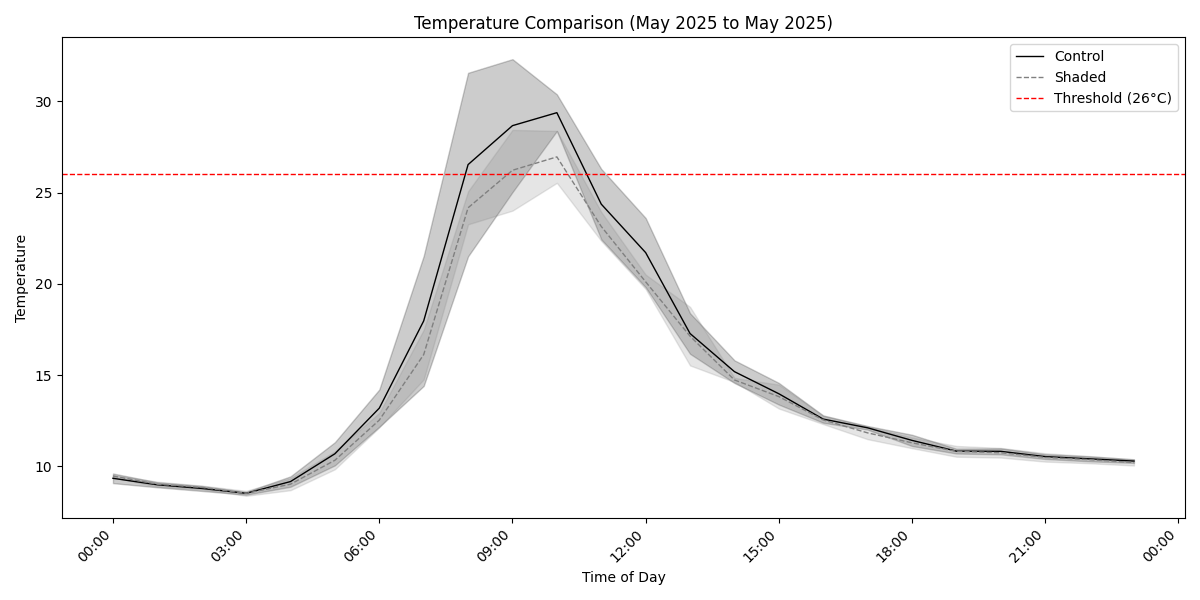 Temperature Comparison (May 2025 to May 2025)
Control
Shaded
Threshold (26°C)
Temperature
30
25
20
15
10
00:00
03:00
06:00
09:00
12:00
15:00
18:00
21:00
00:00
Time of Day